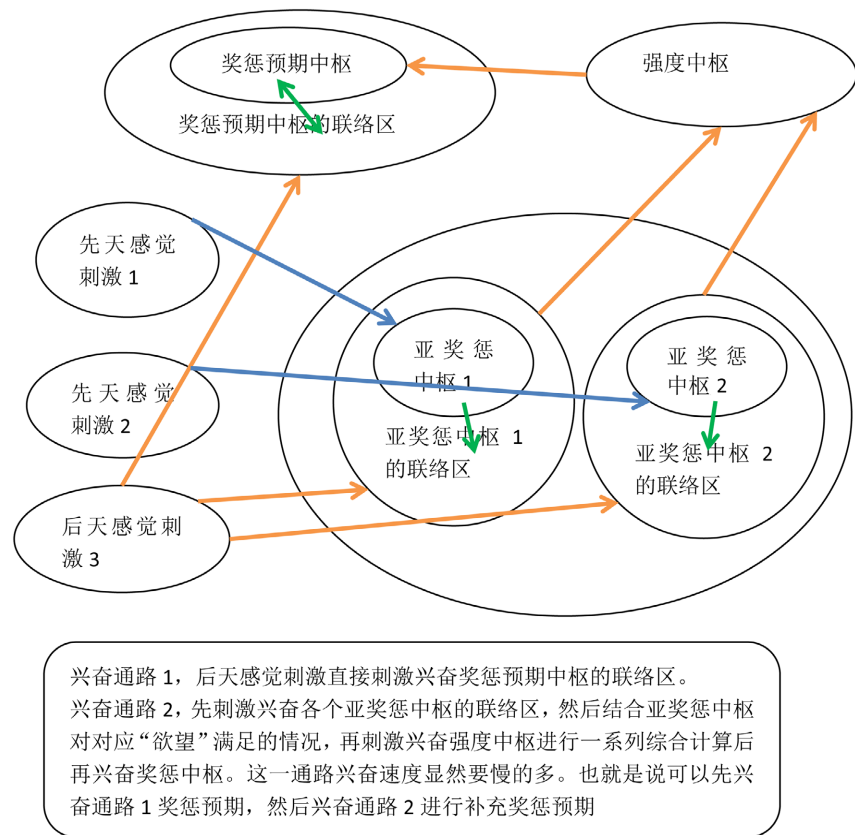 奖惩预期中枢
强度中枢
奖惩预期中枢的联络区
先天感觉
刺激 1
亚奖惩
中枢 1
亚奖惩
中枢 2
先天感觉
刺激 2
亚奖惩中枢 1
的联络区
亚奖惩中枢 2
的联络区
后天感觉刺
激 3
兴奋通路 1，后天感觉刺激直接刺激兴奋奖惩预期中枢的联络区。
兴奋通路 2，先刺激兴奋各个亚奖惩中枢的联络区，然后结合亚奖惩中枢
对对应“欲望”满足的情况，再刺激兴奋强度中枢进行一系列综合计算后
再兴奋奖惩中枢。这一通路兴奋速度显然要慢的多。也就是说可以先兴
奋通路 1 奖惩预期，然后兴奋通路 2 进行补充奖惩预期